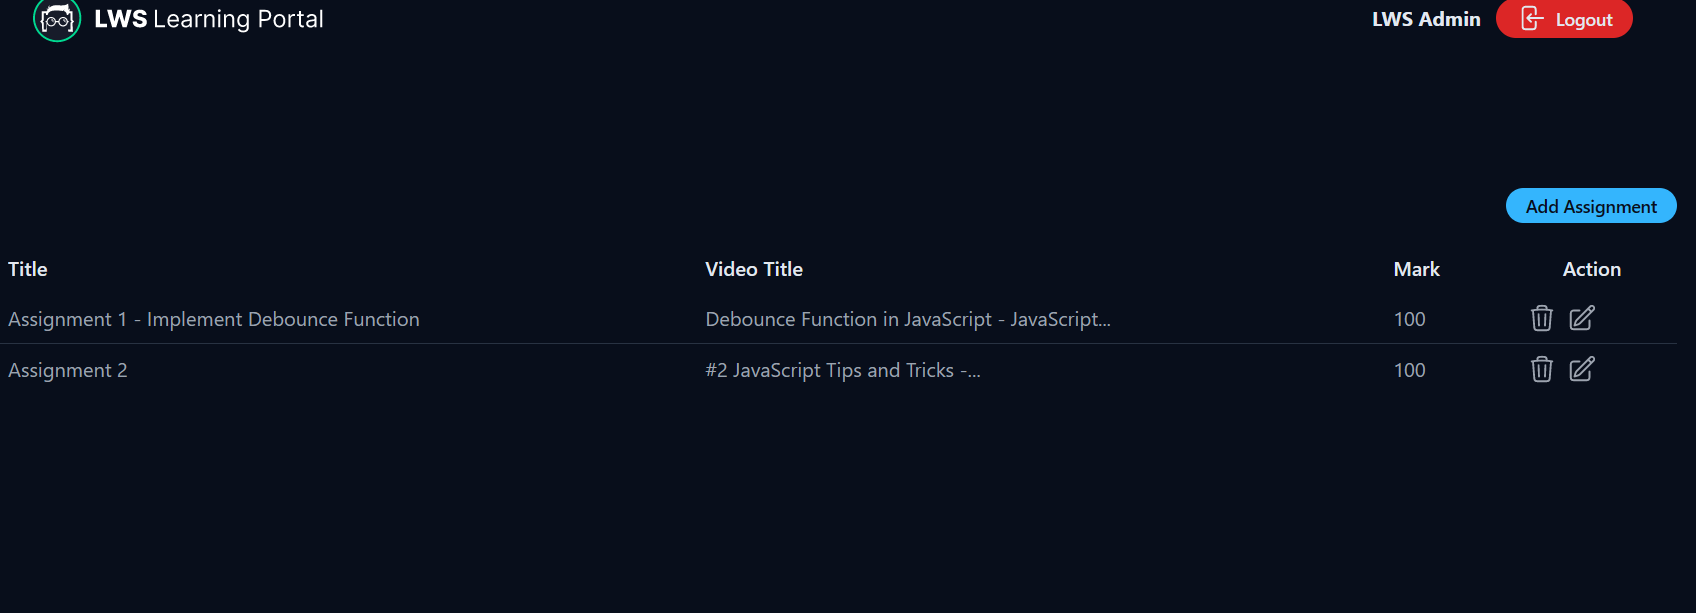 LWS Learning Portal
LWS Admin
Logout
Add Assignment
Title Video Title Mark Action
Assignment 1 - Implement Debounce Function Debounce Function in JavaScript - JavaScript... 100
Assignment 2 #2 JavaScript Tips and Tricks -... 100